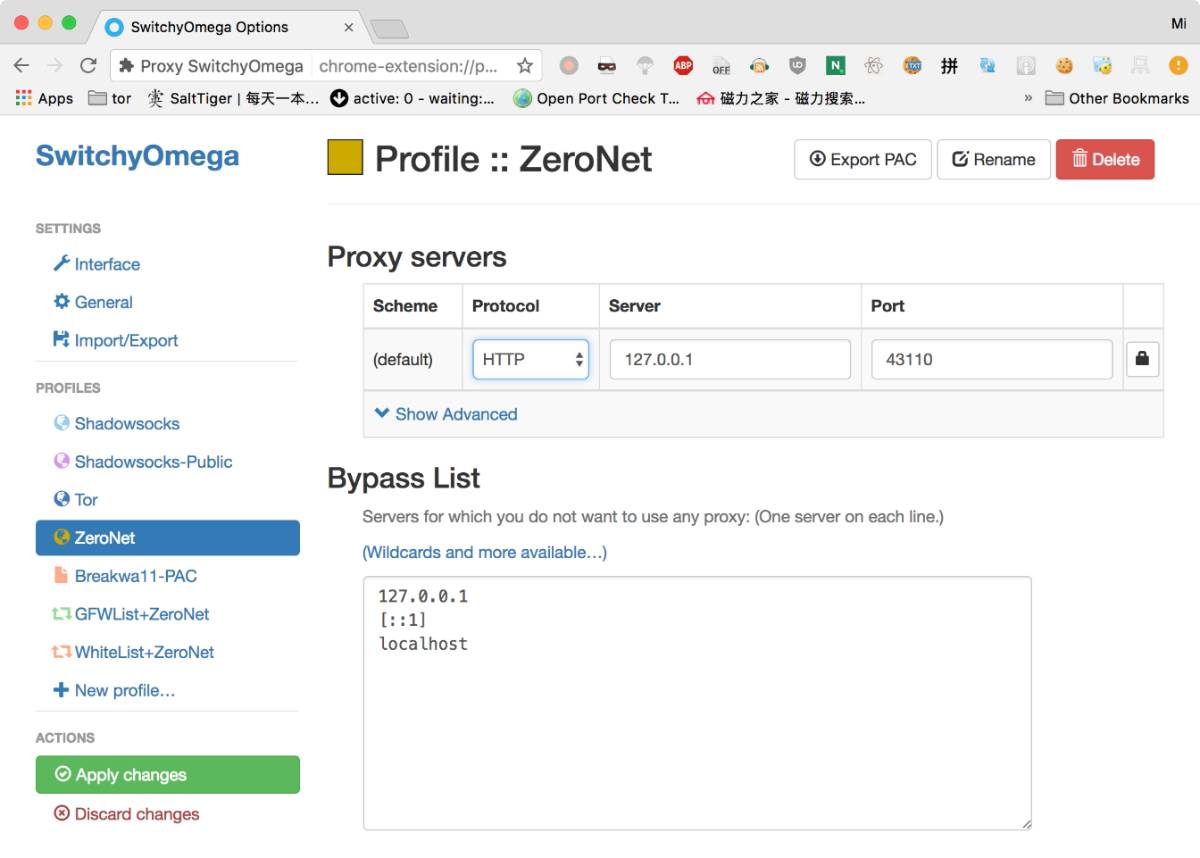 SwitchyOmega Options
Mi
Proxy SwitchyOmega chrome-extension://p...
ABP OFF UD N TXT 拼
Apps tor SaltTiger | 每天一本... active: 0 - waiting:... Open Port Check T... 磁力之家 - 磁力搜索... » Other Bookmarks
SwitchyOmega
Profile :: ZeroNet
Export PAC Rename Delete
SETTINGS
Interface
General
Import/Export
PROFILES
Shadowsocks
Shadowsocks-Public
Tor
ZeroNet
Breakwa11-PAC
GFWList+ZeroNet
WhiteList+ZeroNet
New profile…
ACTIONS
Apply changes
Discard changes
Proxy servers
Scheme Protocol Server Port
(default) HTTP 127.0.0.1 43110
Show Advanced
Bypass List
Servers for which you do not want to use any proxy: (One server on each line.)
(Wildcards and more available…)
127.0.0.1
[::1]
localhost